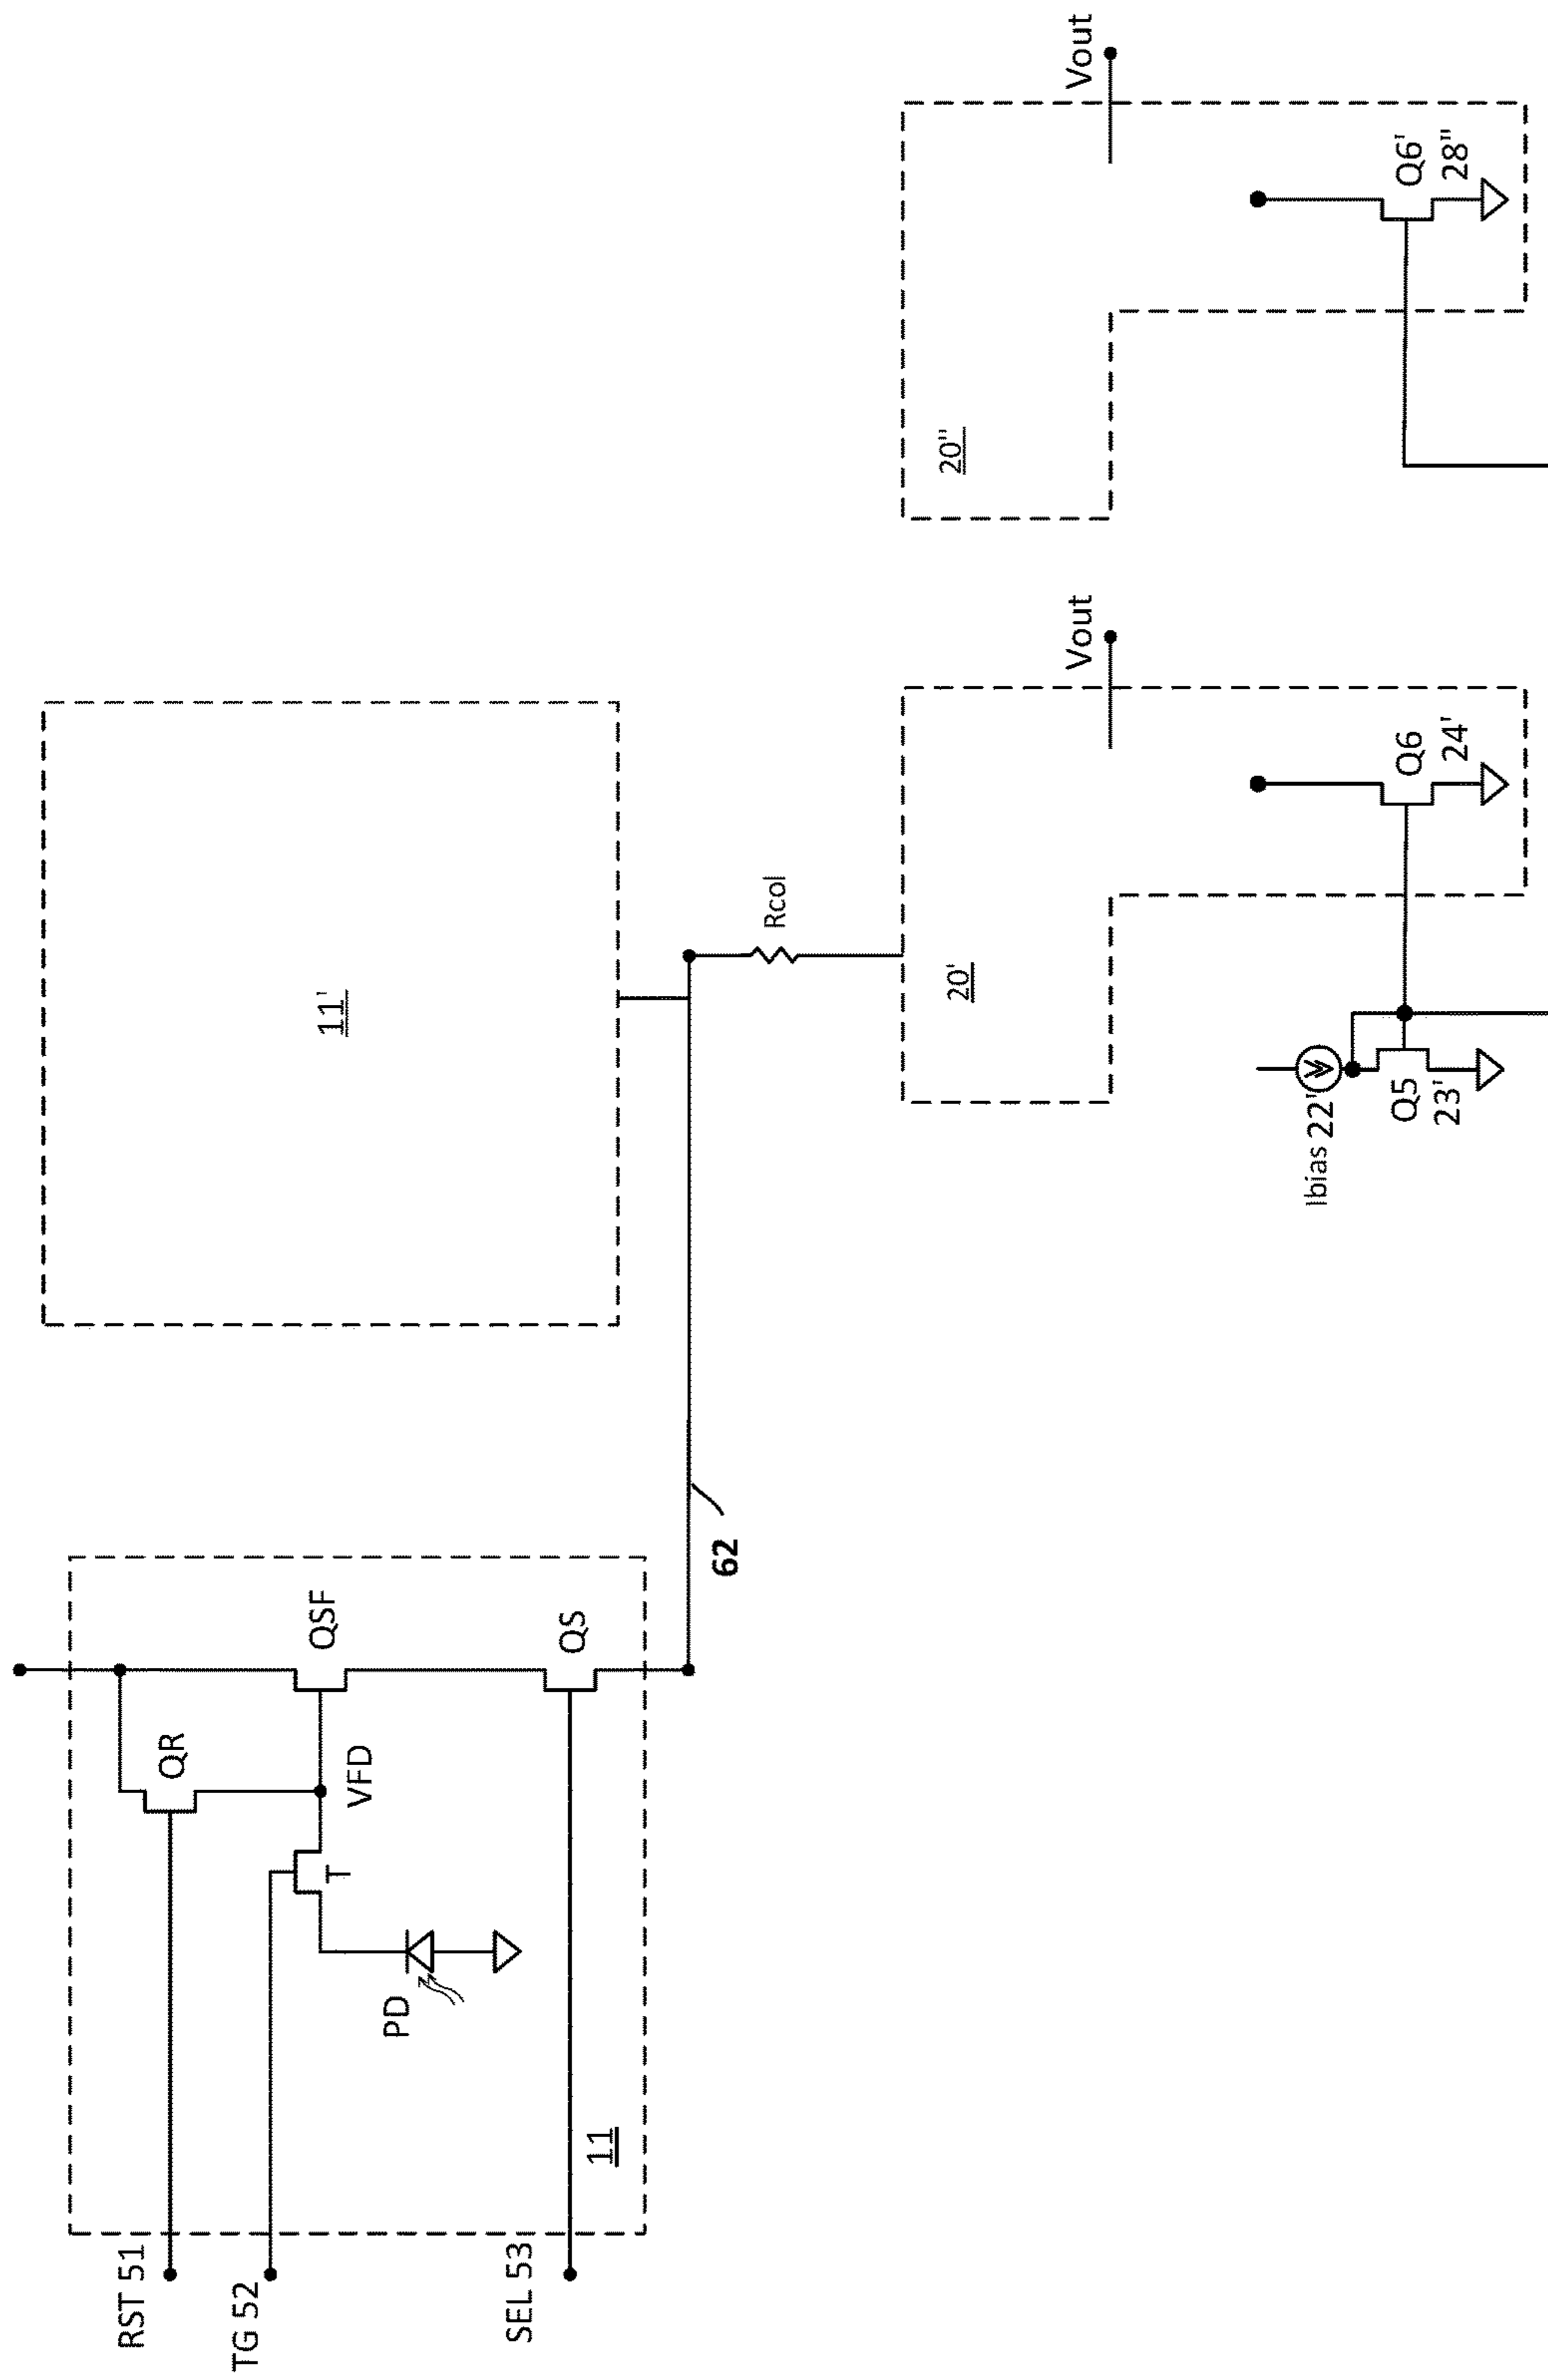 RST 51
TG 52
SEL 53
11
PD
T
QR
VFD
QSF
QS
62
11'
Rcol
20'
Vout
Ibias 22'
Q5
23'
Q6
24'
20"
Vout
Q6'
28"